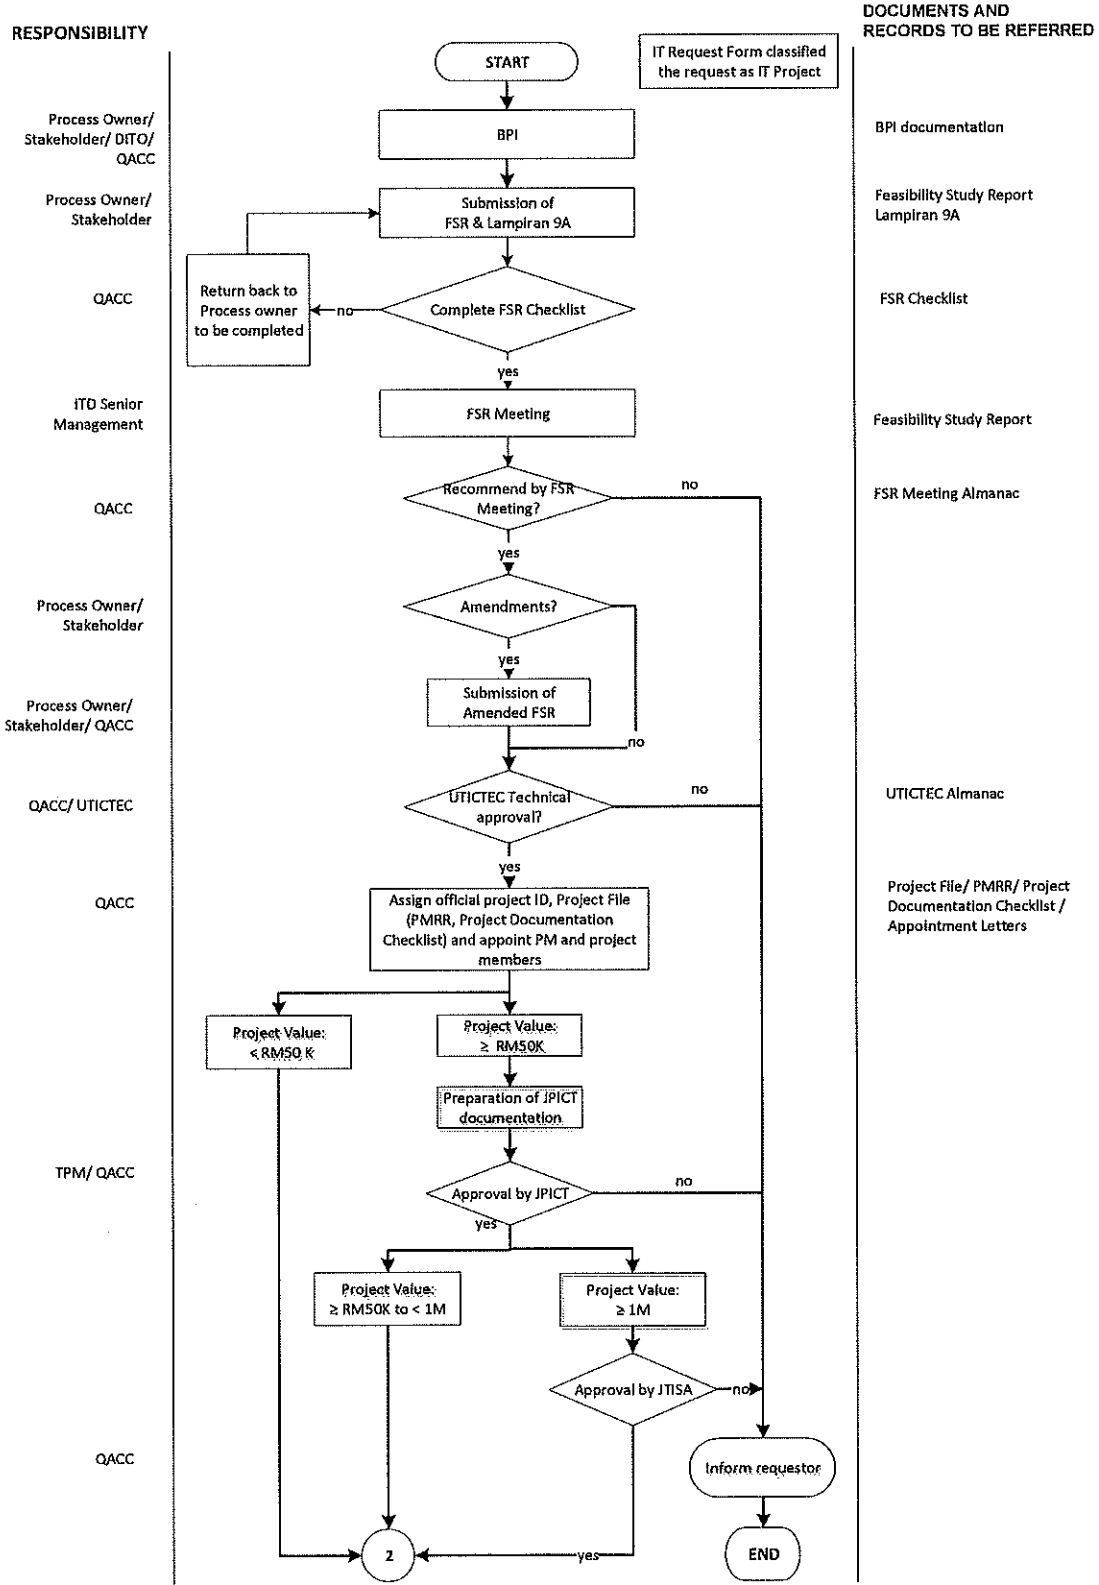 RESPONSIBILITY
DOCUMENTS AND
RECORDS TO BE REFERRED
START
IT Request Form classified
the request as IT Project
Process Owner/
Stakeholder/ DITO/
QACC
BPI
BPI documentation
Process Owner/
Stakeholder
Submission of
FSR & Lampiran 9A
Feasibility Study Report
Lampiran 9A
QACC
Return back to
Process owner
to be completed
no
Complete FSR Checklist
FSR Checklist
yes
ITD Senior
Management
FSR Meeting
Feasibility Study Report
QACC
Recommend by FSR
Meeting?
no
FSR Meeting Almanac
yes
Process Owner/
Stakeholder
Amendments?
yes
Process Owner/
Stakeholder/ QACC
Submission of
Amended FSR
no
QACC/ UTICTEC
UTICTEC Technical
approval?
no
UTICTEC Almanac
yes
QACC
Assign official project ID, Project File
(PMRR, Project Documentation
Checklist) and appoint PM and project
members
Project File/ PMRR/ Project
Documentation Checklist /
Appointment Letters
Project Value:
< RM50 K
Project Value:
≥ RM50K
Preparation of JPICT
documentation
TPM/ QACC
Approval by JPICT
no
yes
Project Value:
≥ RM50K to < 1M
Project Value:
≥ 1M
Approval by JTISA
no
QACC
Inform requestor
2
yes
END